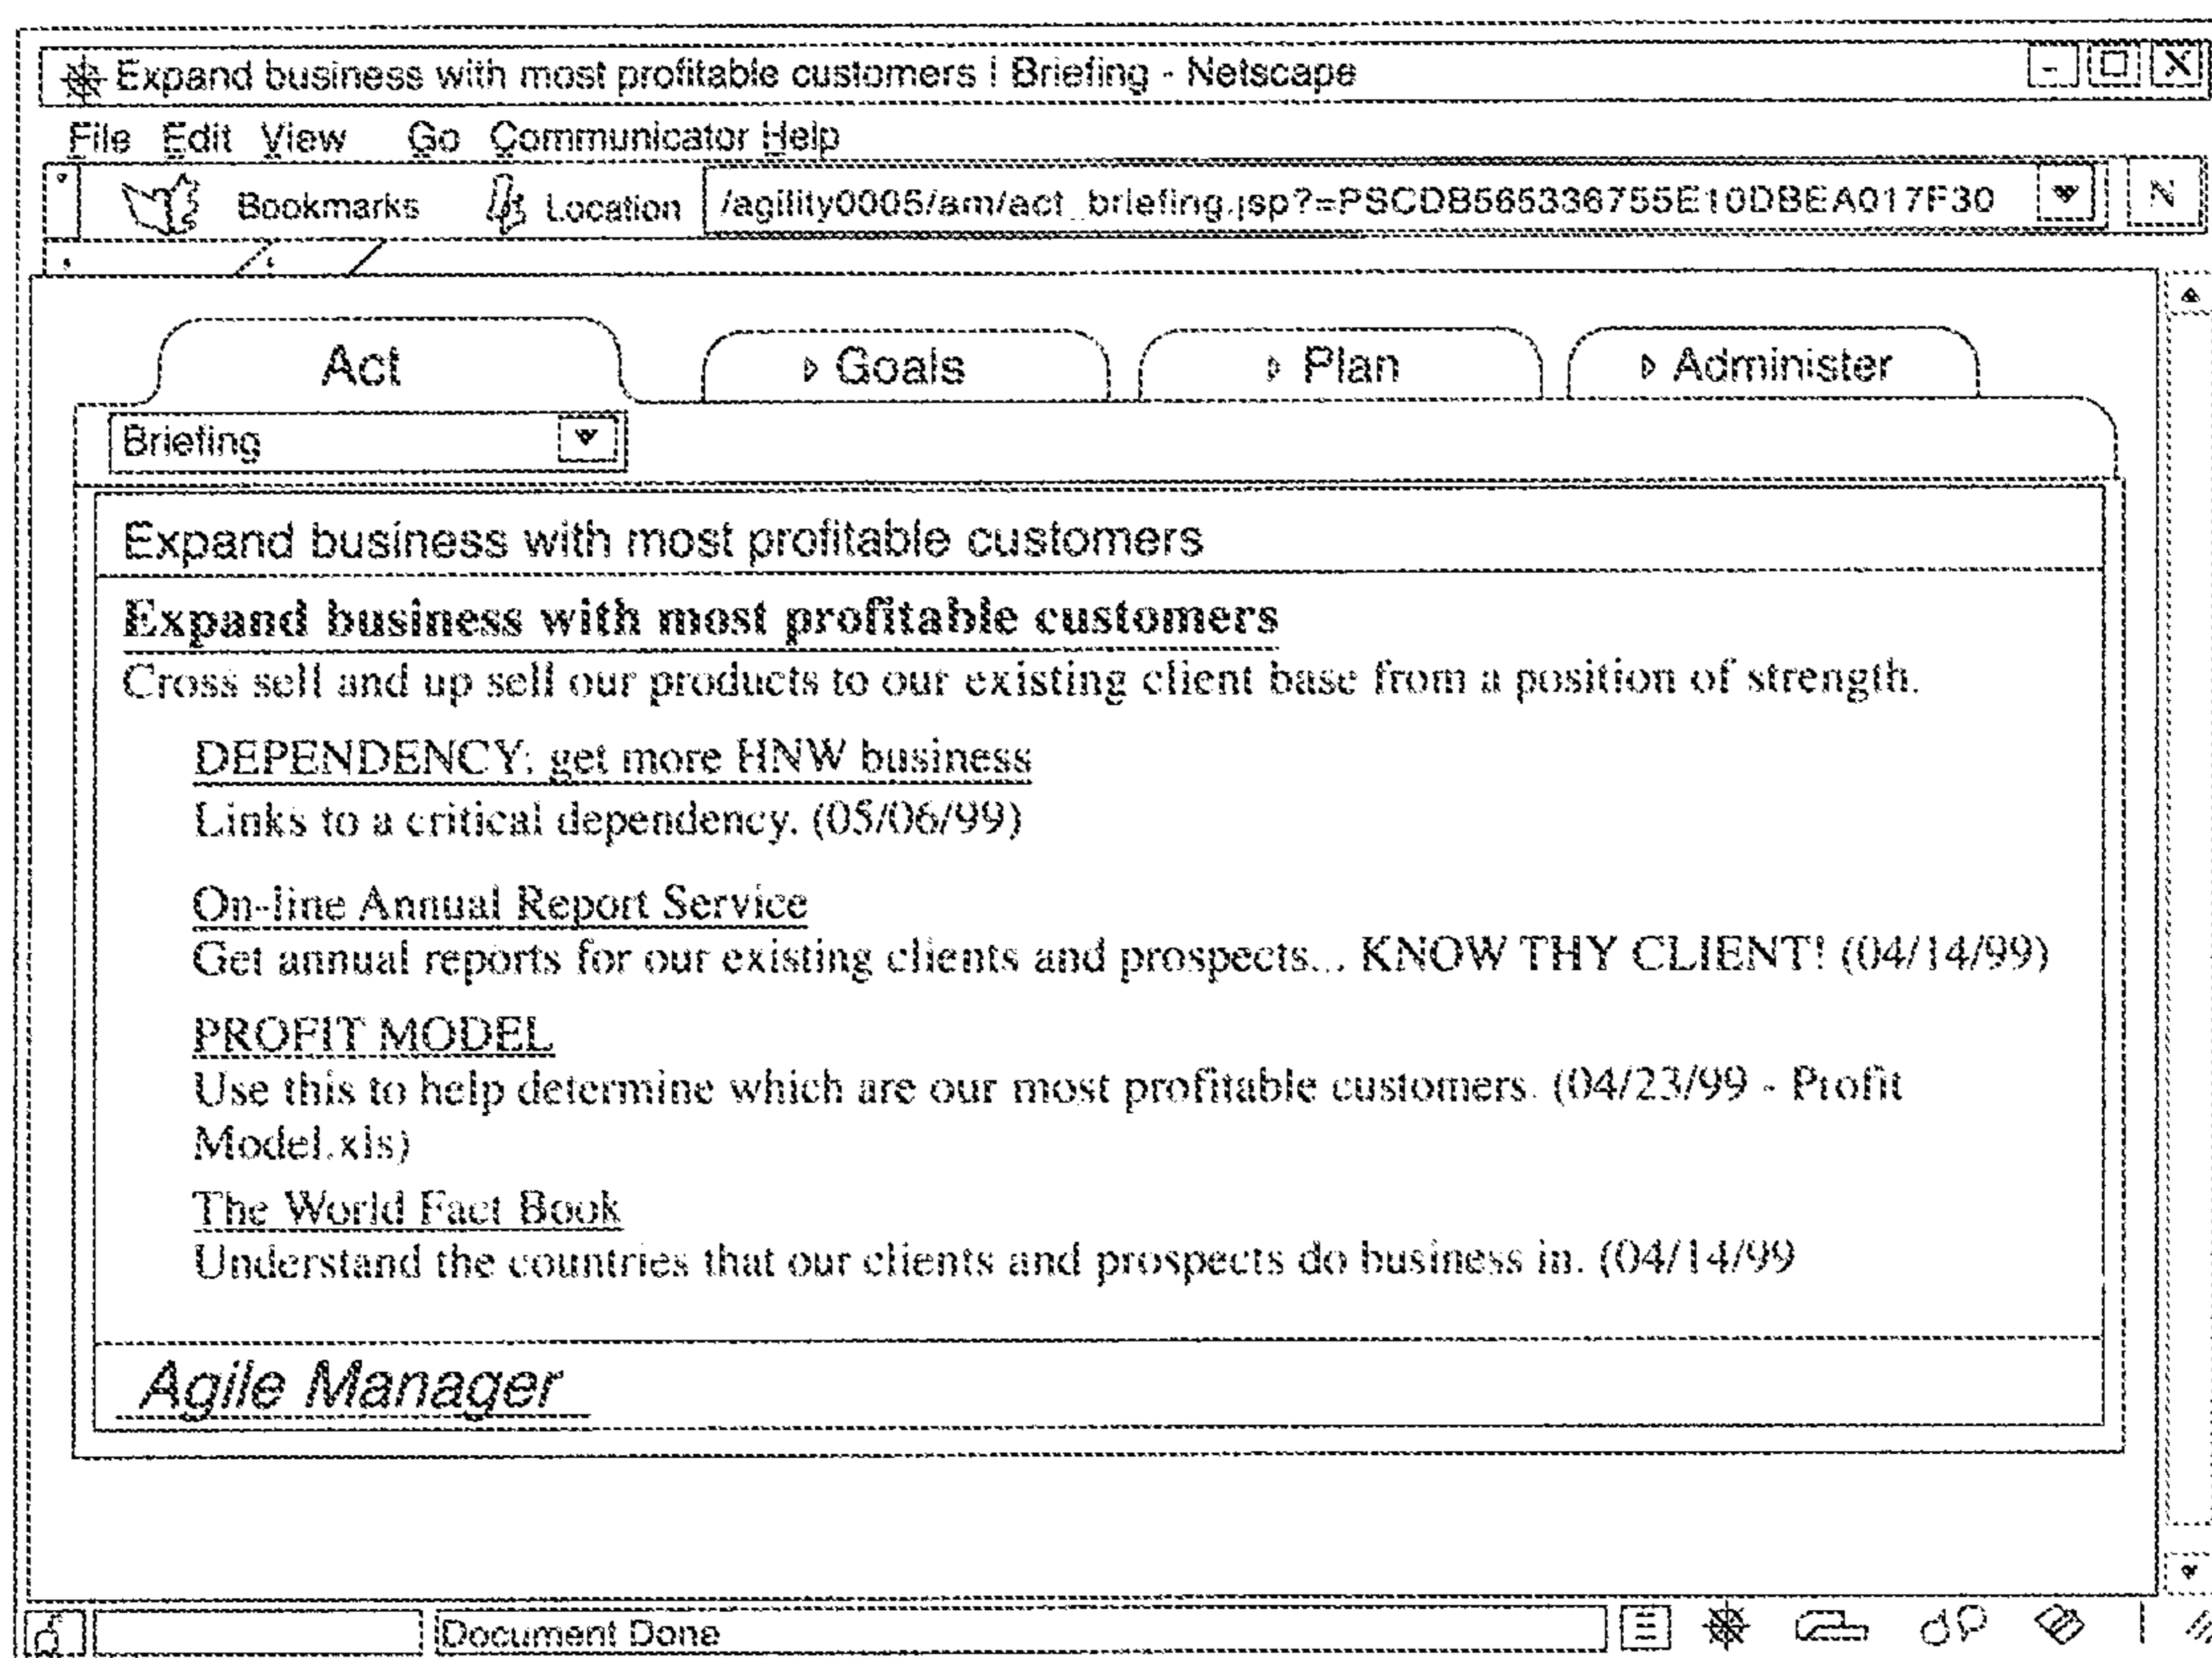 Expand business with most profitable customers | Briefing - Netscape
File Edit View Go Communicator Help
Bookmarks Location /agility0005/am/act_briefing.jsp?=PSCDB565336755E10DBEA017F30 N
Act Goals Plan Administer
Briefing
Expand business with most profitable customers
Expand business with most profitable customers
Cross sell and up sell our products to our existing client base from a position of strength.
DEPENDENCY: get more HNW business
Links to a critical dependency. (05/06/99)
On-line Annual Report Service
Get annual reports for our existing clients and prospects... KNOW THY CLIENT! (04/14/99)
PROFIT MODEL
Use this to help determine which are our most profitable customers. (04/23/99 - Profit
Model.xls)
The World Fact Book
Understand the countries that our clients and prospects do business in. (04/14/99
Agile Manager
Document Done